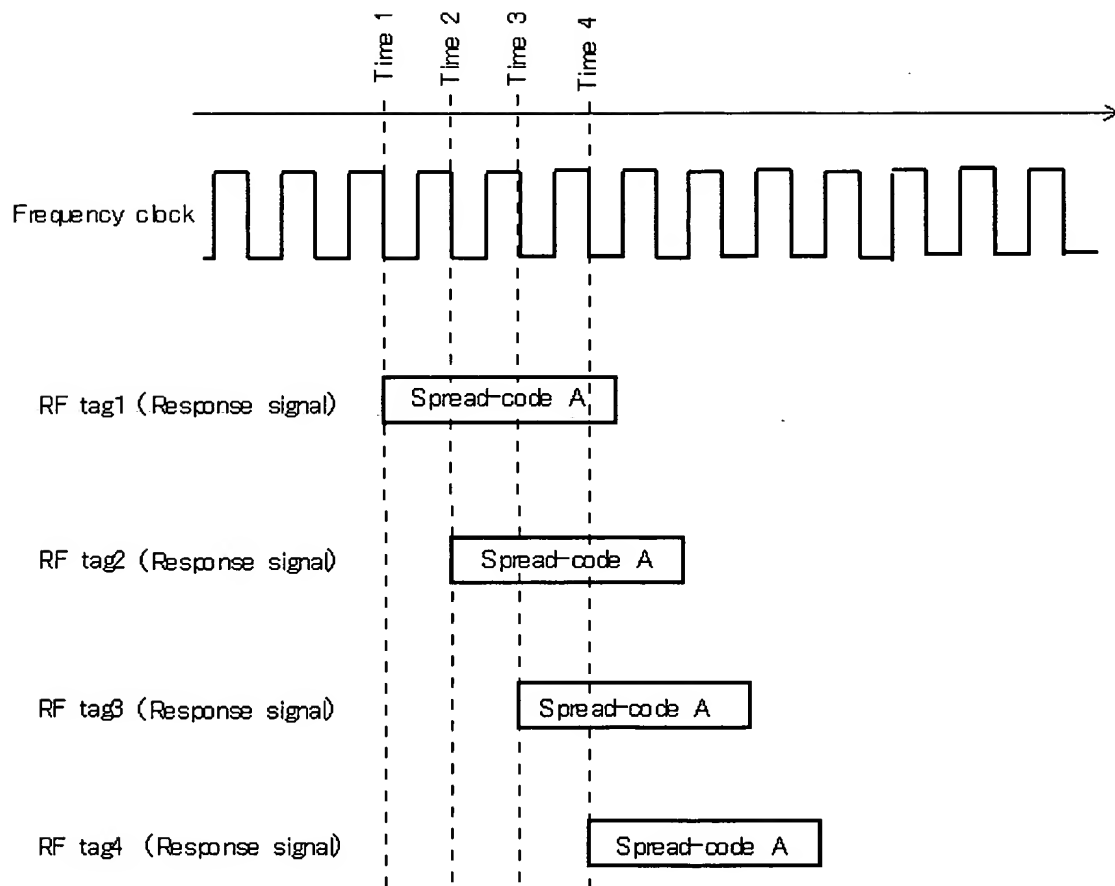 Time 1
Time 2
Time 3
Time 4
Frequency clock
RF tag1 (Response signal)
Spread-code A
RF tag2 (Response signal)
Spread-code A
RF tag3 (Response signal)
Spread-code A
RF tag4 (Response signal)
Spread-code A